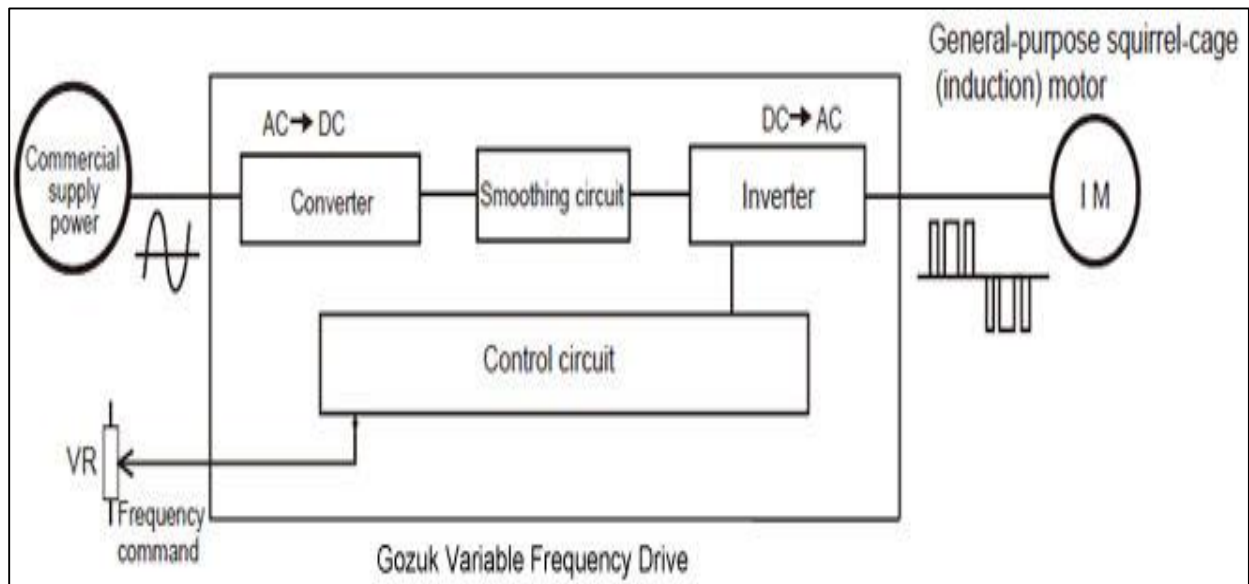 General-purpose squirrel-cage
(induction) motor
Commercial
supply
power
AC→DC
Converter
Smoothing circuit
DC→AC
Inverter
I M
Control circuit
VR
Frequency
command
Gozuk Variable Frequency Drive